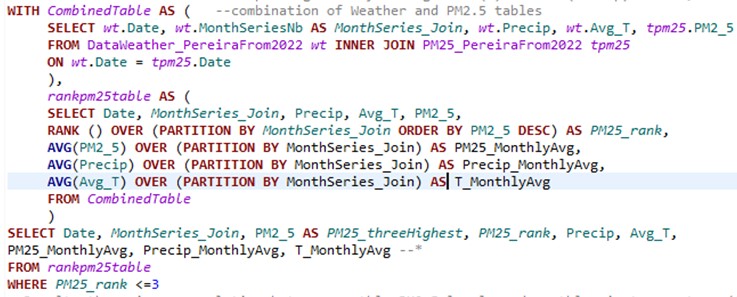 WITH CombinedTable AS ( --combination of Weather and PM2.5 tables
SELECT wt.Date, wt.MonthSeriesNb AS MonthSeries_Join, wt.Precip, wt.Avg_T, tpm25.PM2_5
FROM DataWeather_PereiraFrom2022 wt INNER JOIN PM25_PereiraFrom2022 tpm25
ON wt.Date = tpm25.Date
),
rankpm25table AS (
SELECT Date, MonthSeries_Join, Precip, Avg_T, PM2_5,
RANK () OVER (PARTITION BY MonthSeries_Join ORDER BY PM2_5 DESC) AS PM25_rank,
AVG(PM2_5) OVER (PARTITION BY MonthSeries_Join) AS PM25_MonthlyAvg,
AVG(Precip) OVER (PARTITION BY MonthSeries_Join) AS Precip_MonthlyAvg,
AVG(Avg_T) OVER (PARTITION BY MonthSeries_Join) AS T_MonthlyAvg
FROM CombinedTable
)
SELECT Date, MonthSeries_Join, PM2_5 AS PM25_threeHighest, PM25_rank, Precip, Avg_T,
PM25_MonthlyAvg, Precip_MonthlyAvg, T_MonthlyAvg --*
FROM rankpm25table
WHERE PM25_rank <=3